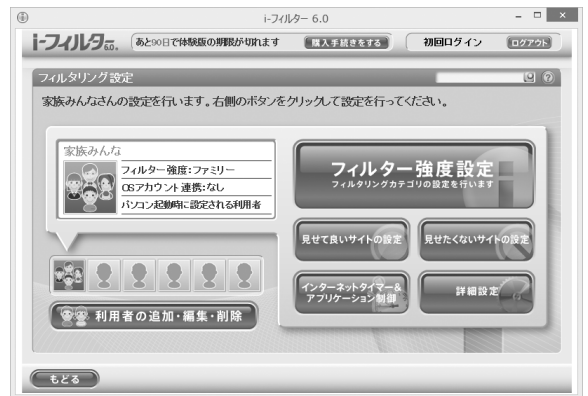 i-フィルター 6.0
i-フィルター 6.0. あと90日で体験版の期限が切れます 購入手続きをする 初回ログイン ログアウト
フィルタリング設定
家族みんなさんの設定を行います。右側のボタンをクリックして設定を行ってください。
家族みんな
フィルター強度:ファミリー
OSアカウント連携:なし
パソコン起動時に設定される利用者
利用者の追加・編集・削除
フィルター強度設定
フィルタリングカテゴリの設定を行います
見せて良いサイトの設定
見せたくないサイトの設定
インターネットタイマー&
アプリケーション制御
詳細設定
もどる